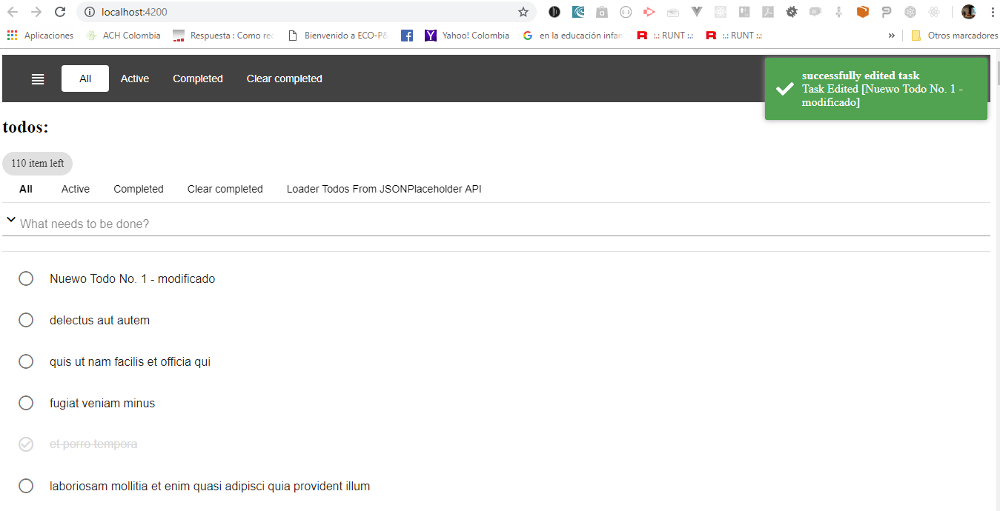 localhost:4200
Aplicaciones
ACH Colombia
Respuesta : Como re
Bienvenido a ECO-P&
Yahoo! Colombia
en la educación infan
.:: RUNT ::.
.:: RUNT ::.
»
Otros marcadores
All
Active
Completed
Clear completed
successfully edited task
Task Edited [Nuewo Todo No. 1 -
modificado]
todos:
110 item left
All
Active
Completed
Clear completed
Loader Todos From JSONPlaceholder API
What needs to be done?
Nuewo Todo No. 1 - modificado
delectus aut autem
quis ut nam facilis et officia qui
fugiat veniam minus
et porro tempora
laboriosam mollitia et enim quasi adipisci quia provident illum